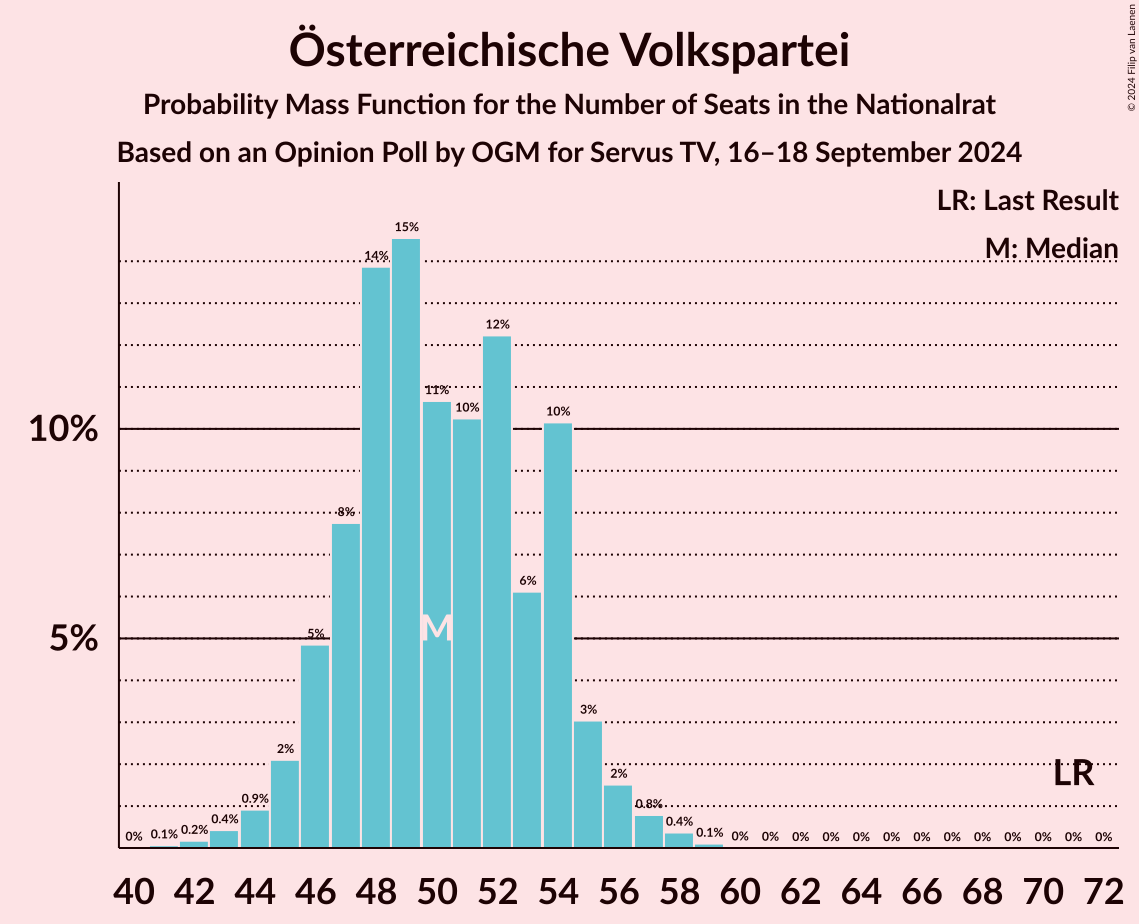 Österreichische Volkspartei
Probability Mass Function for the Number of Seats in the Nationalrat
Based on an Opinion Poll by OGM for Servus TV, 16–18 September 2024
© 2024 Filip van Laenen
LR: Last Result
M: Median
10%
5%
0% 0.1% 0.2% 0.4% 0.9% 2% 5% 8% 14% 15% 11% 10% 12% 6% 10% 3% 2% 0.8% 0.4% 0.1% 0% 0% 0% 0% 0% 0% 0% 0% 0% 0% 0% 0% 0%
M
LR
40 42 44 46 48 50 52 54 56 58 60 62 64 66 68 70 72